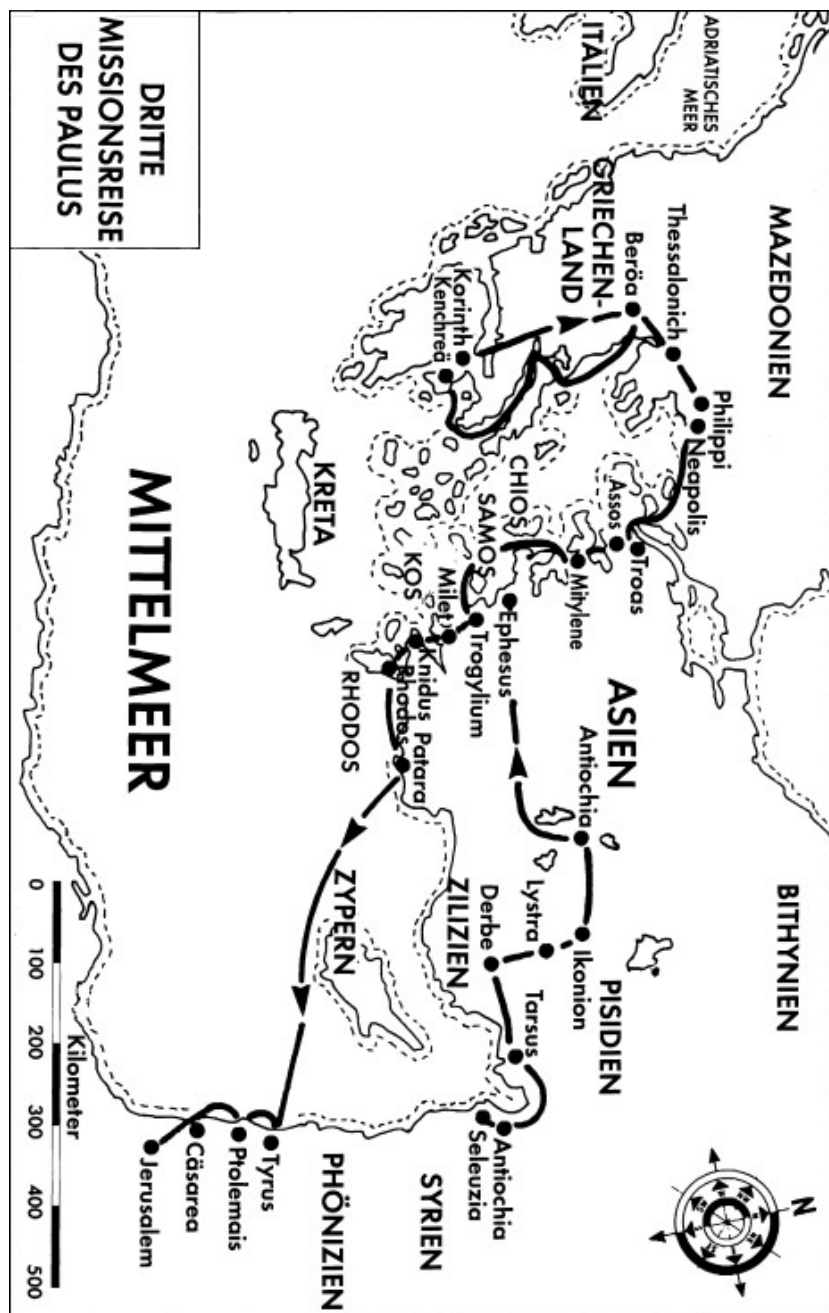 DRITTE
MISSIONSREISE
DES PAULUS
ADRIATISCHES
MEER
ITALIEN
MAZEDONIEN
GRIECHEN-
LAND
Thessalonich
Beröa
Korinth
Kenchreä
Philippi
Neapolis
Troas
Assos
Mitylene
CHIOS
SAMOS
Ephesus
Trogylium
Milet
KOS
Knidus
Rhodos
Patara
RHODOS
KRETA
MITTELMEER
ASIEN
BITHYNIEN
Antiochia
PISIDIEN
Ikonion
Lystra
Derbe
ZILIZIEN
Tarsus
ZYPERN
Antiochia
Seleuzia
SYRIEN
PHÖNIZIEN
Tyrus
Ptolemais
Cäsarea
Jerusalem
0 100 200 300 400 500
Kilometer
N